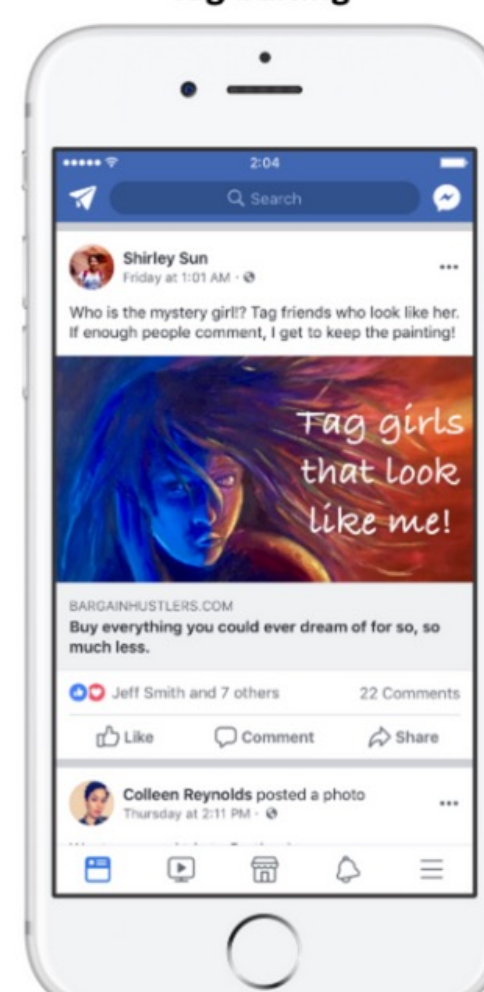 2:04
Search
Shirley Sun
Friday at 1:01 AM ·
Who is the mystery girl!? Tag friends who look like her.
If enough people comment, I get to keep the painting!
Tag girls
that look
like me!
BARGAINHUSTLERS.COM
Buy everything you could ever dream of for so, so
much less.
Jeff Smith and 7 others 22 Comments
Like Comment Share
Colleen Reynolds posted a photo
Thursday at 2:11 PM ·